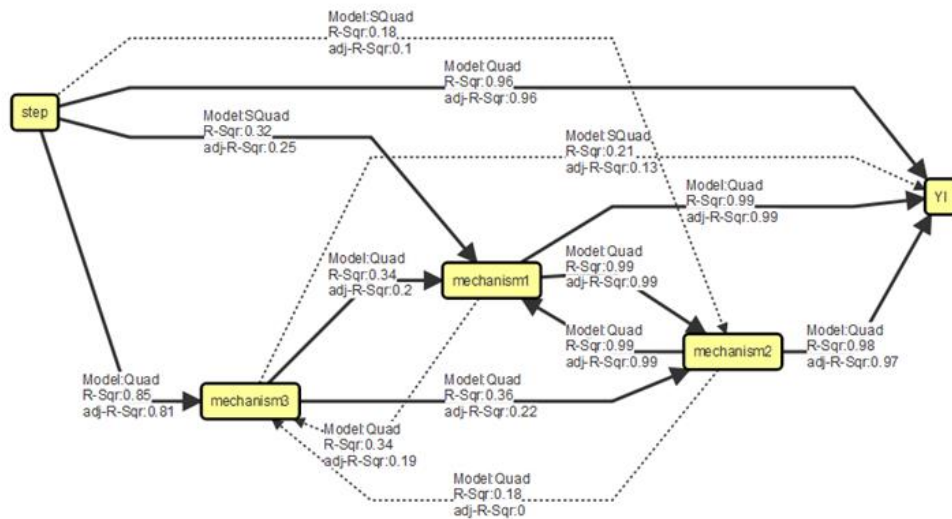 Model:SQuad
R-Sqr:0.18
adj-R-Sqr:0.1
Model:Quad
R-Sqr:0.96
adj-R-Sqr:0.96
step
Model:SQuad
R-Sqr:0.32
adj-R-Sqr:0.25
Model:SQuad
R-Sqr:0.21
adj-R-Sqr:0.13
Model:Quad
R-Sqr:0.99
adj-R-Sqr:0.99
YI
Model:Quad
R-Sqr:0.34
adj-R-Sqr:0.2
mechanism1
Model:Quad
R-Sqr:0.99
adj-R-Sqr:0.99
Model:Quad
R-Sqr:0.99
adj-R-Sqr:0.99
mechanism2
Model:Quad
R-Sqr:0.98
adj-R-Sqr:0.97
Model:Quad
R-Sqr:0.85
adj-R-Sqr:0.81
mechanism3
Model:Quad
R-Sqr:0.36
adj-R-Sqr:0.22
Model:Quad
R-Sqr:0.34
adj-R-Sqr:0.19
Model:Quad
R-Sqr:0.18
adj-R-Sqr:0